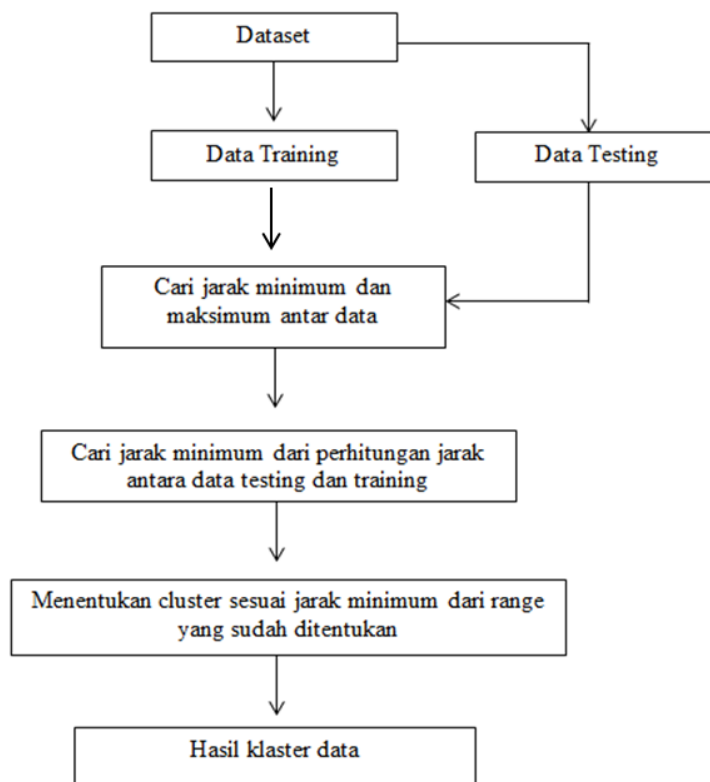 Dataset
Data Training
Data Testing
Cari jarak minimum dan
maksimum antar data
Cari jarak minimum dari perhitungan jarak
antara data testing dan training
Menentukan cluster sesuai jarak minimum dari range
yang sudah ditentukan
Hasil klaster data